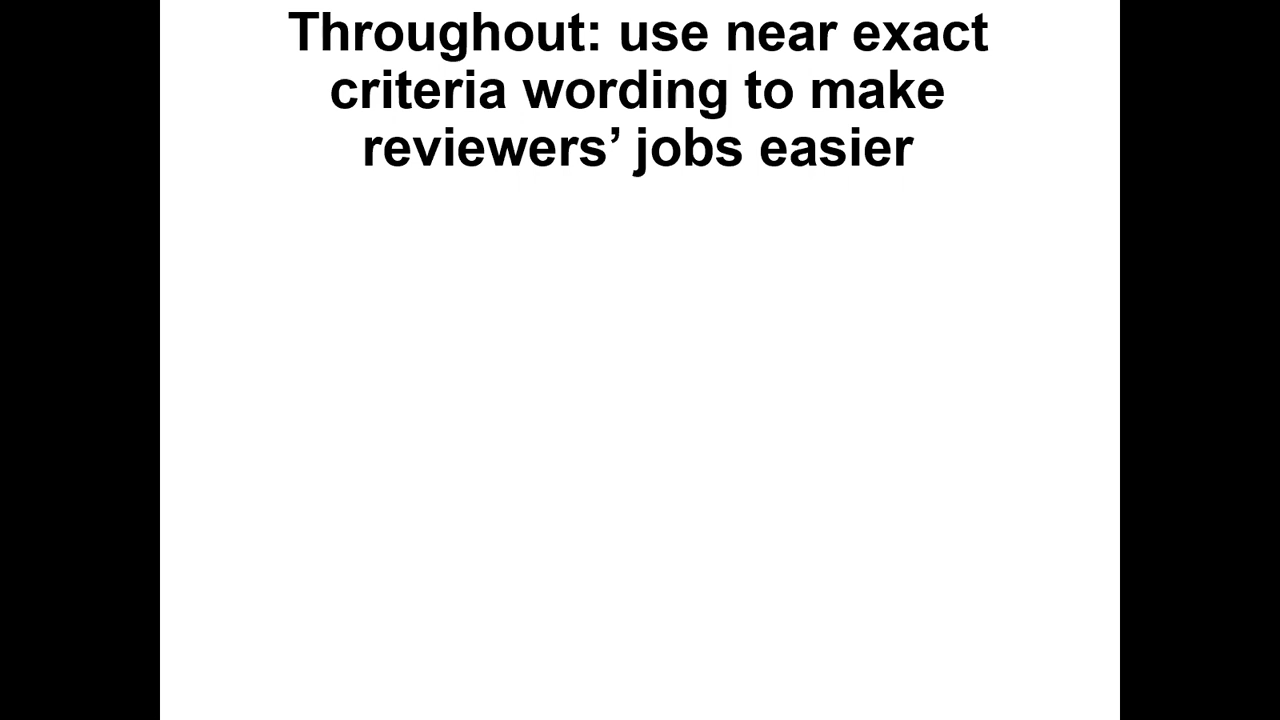 Throughout: use near exact
criteria wording to make
reviewers’ jobs easier